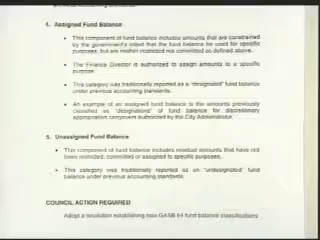 4. Assigned Fund Balance
• This component of fund balance includes amounts that are constrained
by the government's intent that the fund balance be used for specific
purposes, but are neither restricted nor committed as defined above.
• The Finance Director is authorized to assign amounts to a specific
purpose.
• This category was traditionally reported as a "designated" fund balance
under previous accounting standards.
• An example of an assigned fund balance is the amounts previously
classified as "designations" of fund balance for discretionary
appropriation carryovers authorized by the City Administrator.
5. Unassigned Fund Balance
• This component of fund balance includes residual amounts that have not
been restricted, committed or assigned to specific purposes.
• This category was traditionally reported as an "undesignated" fund
balance under previous accounting standards.
COUNCIL ACTION REQUIRED
Adopt a resolution establishing new GASB 54 fund balance classifications